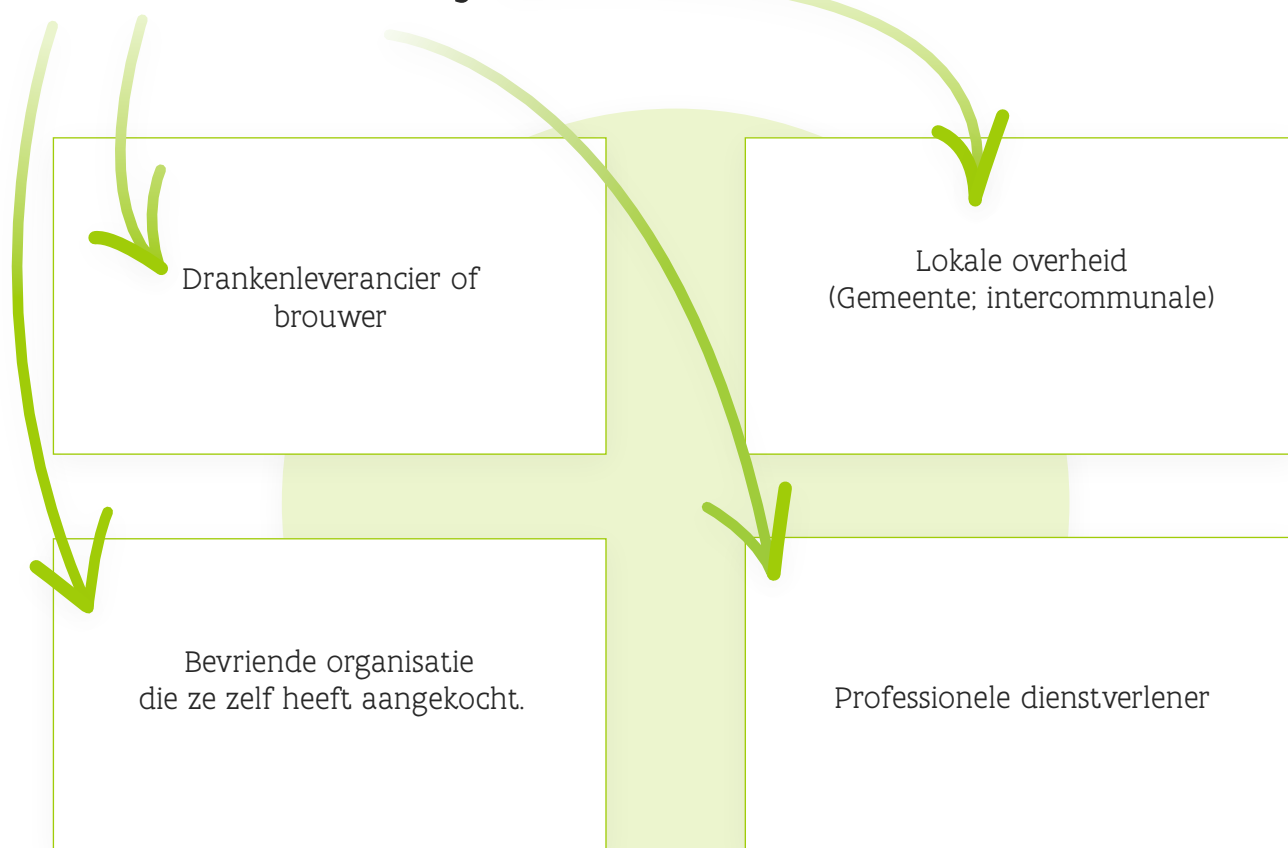 Drankenleverancier of
brouwer
Lokale overheid
(Gemeente; intercommunale)
Bevriende organisatie
die ze zelf heeft aangekocht.
Professionele dienstverlener